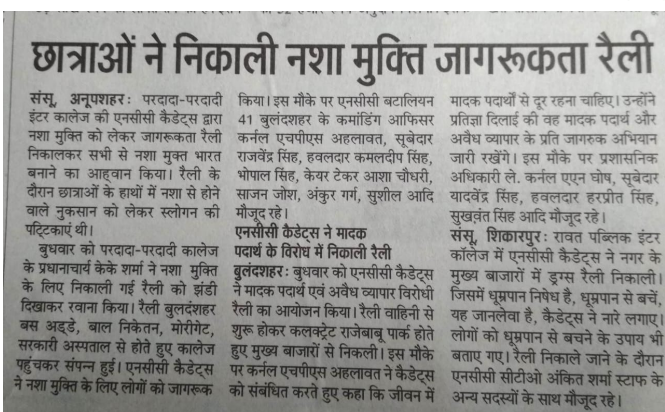 छात्राओं ने निकाली नशा मुक्ति जागरूकता रैली
संसू, अनूपशहर: परदादा-परदादी
इंटर कालेज की एनसीसी कैडेट्स द्वारा
नशा मुक्ति को लेकर जागरूकता रैली
निकालकर सभी से नशा मुक्त भारत
बनाने का आह्वान किया। रैली के
दौरान छात्राओं के हाथों में नशा से होने
वाले नुकसान को लेकर स्लोगन की
पट्टिकाएं थी।
बुधवार को परदादा-परदादी कालेज
के प्रधानाचार्य केके शर्मा ने नशा मुक्ति
के लिए निकाली गई रैली को झंडी
दिखाकर रवाना किया। रैली बुलंदशहर
बस अड्डे, बाल निकेतन, मोरीगेट,
सरकारी अस्पताल से होते हुए कालेज
पहुंचकर संपन्न हुई। एनसीसी कैडेट्स
ने नशा मुक्ति के लिए लोगों को जागरूक
किया। इस मौके पर एनसीसी बटालियन
41 बुलंदशहर के कमांडिंग आफिसर
कर्नल एचपीएस अहलावत, सूबेदार
राजवेंद्र सिंह, हवलदार कमलदीप सिंह,
भोपाल सिंह, केयर टेकर आशा चौधरी,
साजन जोश, अंकुर गर्ग, सुशील आदि
मौजूद रहे।
एनसीसी कैडेट्स ने मादक
पदार्थ के विरोध में निकाली रैली
बुलंदशहर: बुधवार को एनसीसी कैडेट्स
ने मादक पदार्थ एवं अवैध व्यापार विरोधी
रैली का आयोजन किया। रैली वाहिनी से
शुरू होकर कलक्ट्रेट राजेबाबू पार्क होते
हुए मुख्य बाजारों से निकली। इस मौके
पर कर्नल एचपीएस अहलावत ने कैडेट्स
को संबंधित करते हुए कहा कि जीवन में
मादक पदार्थों से दूर रहना चाहिए। उन्होंने
प्रतिज्ञा दिलाई की वह मादक पदार्थ और
अवैध व्यापार के प्रति जागरुक अभियान
जारी रखेंगे। इस मौके पर प्रशासनिक
अधिकारी ले. कर्नल एएन घोष, सूबेदार
यादवेंद्र सिंह, हवलदार हरप्रीत सिंह,
सुखवंत सिंह आदि मौजूद रहे।
संसू, शिकारपुर: रावत पब्लिक इंटर
कॉलेज में एनसीसी कैडेट्स ने नगर के
मुख्य बाजारों में ड्रग्स रैली निकाली।
जिसमें धूम्रपान निषेध है, धूम्रपान से बचें,
यह जानलेवा है, कैडेट्स ने नारे लगाए।
लोगों को धूम्रपान से बचने के उपाय भी
बताए गए। रैली निकाले जाने के दौरान
एनसीसी सीटीओ अंकित शर्मा स्टाफ के
अन्य सदस्यों के साथ मौजूद रहे।